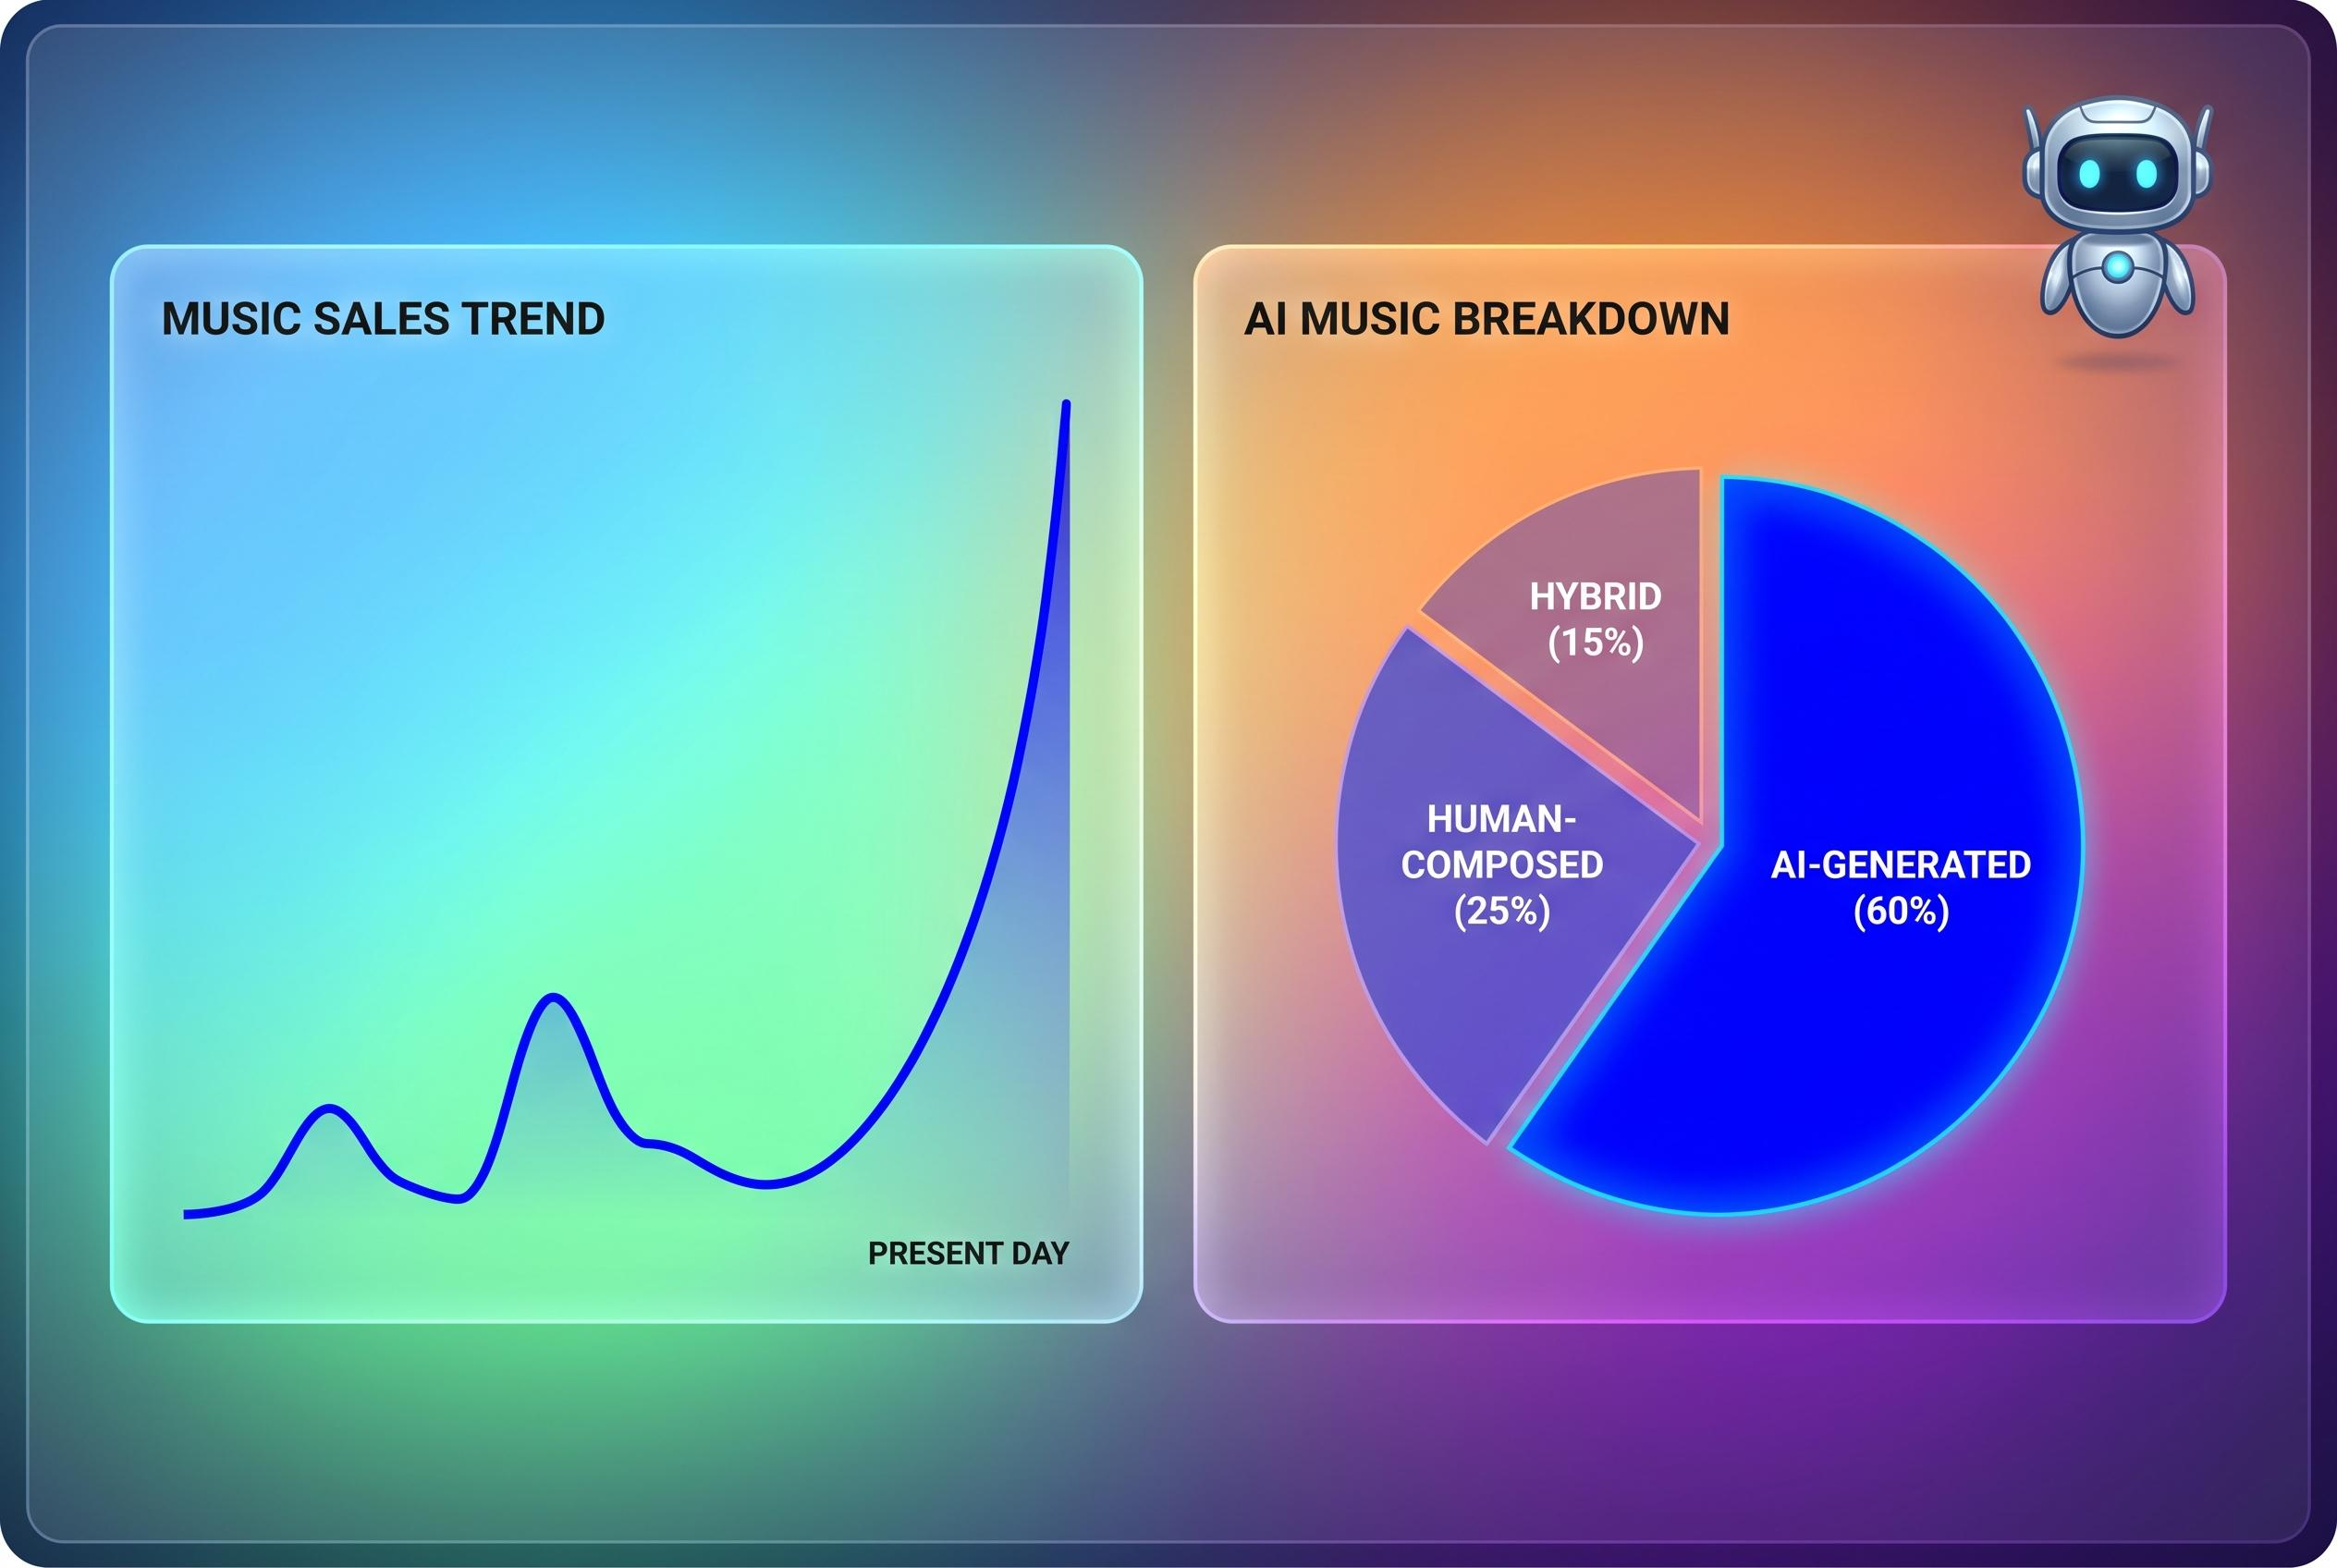 MUSIC SALES TREND
PRESENT DAY
AI MUSIC BREAKDOWN
HYBRID
(15%)
HUMAN-
COMPOSED
(25%)
AI-GENERATED
(60%)